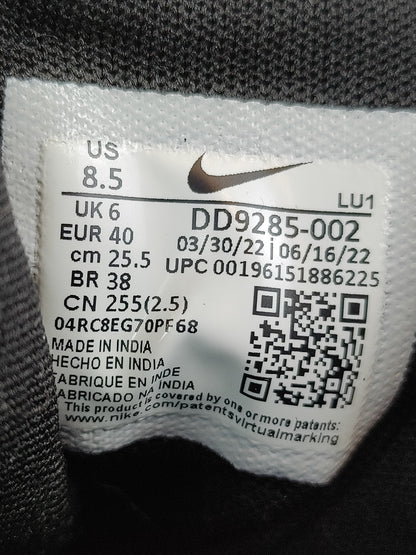 US
8.5
LU1
UK 6
DD9285-002
EUR 40
03/30/22 | 06/16/22
cm 25.5
UPC 00196151886225
BR 38
CN 255(2.5)
04RC8EG70PF68
MADE IN INDIA
HECHO EN INDIA
FABRIQUE EN INDE
FABRICADO NA INDIA
This product is covered by one or more patents:
www.nike.com/patentsvirtualmarking